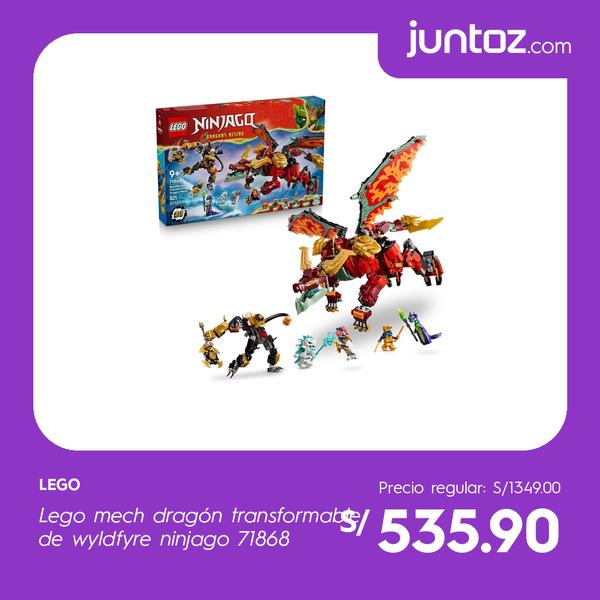 juntoz.com
LEGO
NINJAGO
DRAGONS RISING
9+
LEGO
Precio regular: S/1349.00
Lego mech dragón transformable
de wyldfyre ninjago 71868
S/ 535.90